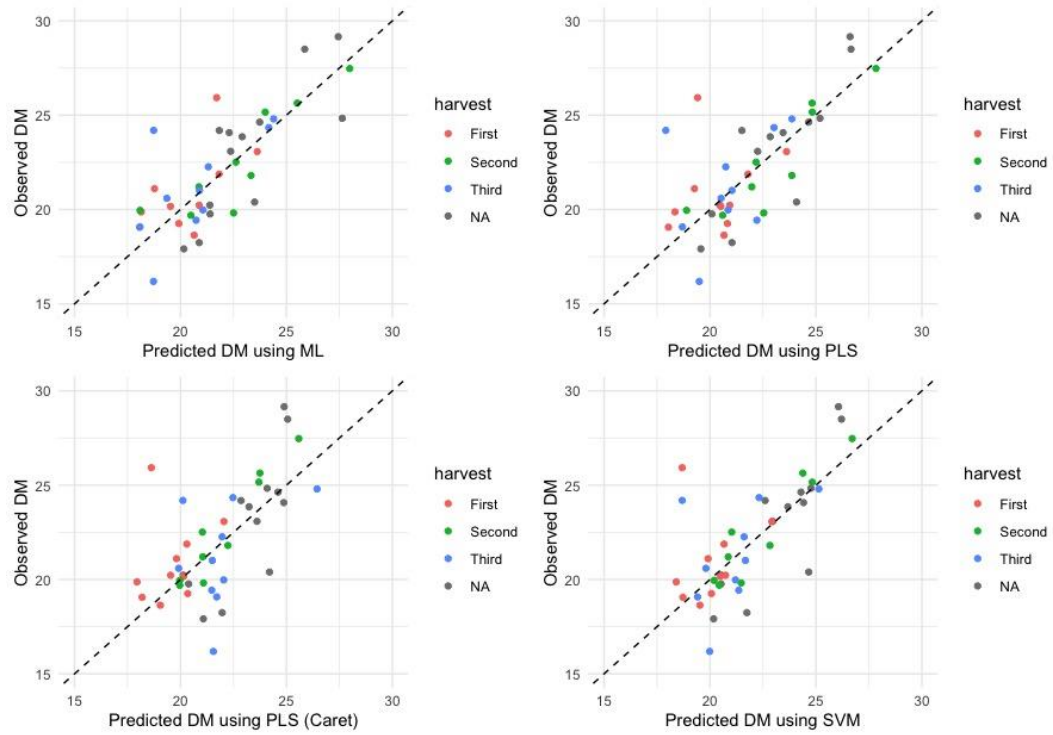 30
25
20
15
Observed DM
15 20 25 30
Predicted DM using ML
harvest
First
Second
Third
NA
30
25
20
15
Observed DM
15 20 25 30
Predicted DM using PLS
harvest
First
Second
Third
NA
30
25
20
15
Observed DM
15 20 25 30
Predicted DM using PLS (Caret)
harvest
First
Second
Third
NA
30
25
20
15
Observed DM
15 20 25 30
Predicted DM using SVM
harvest
First
Second
Third
NA